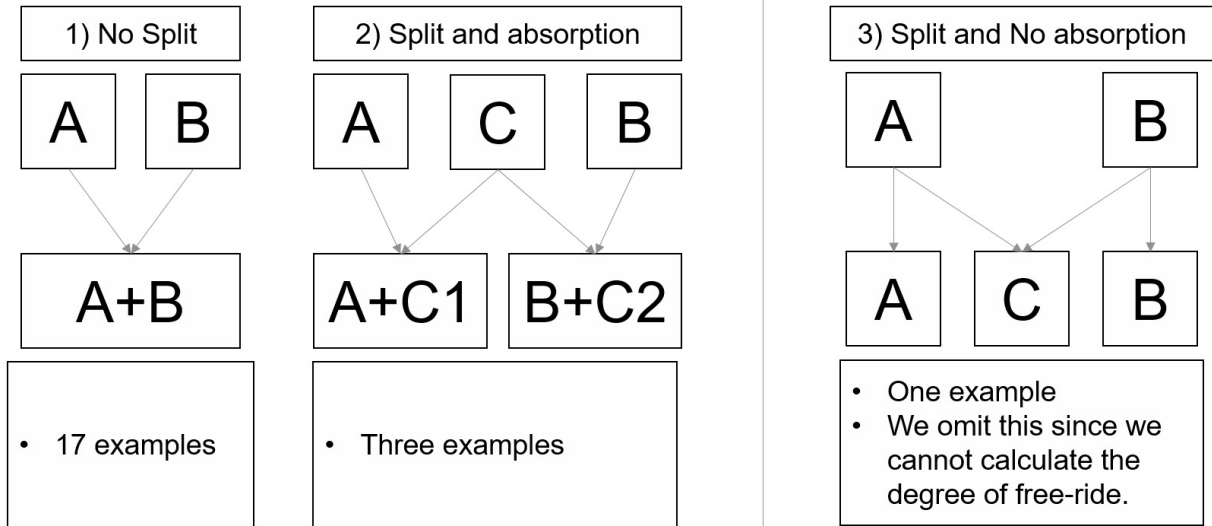 1) No Split
A
B
A+B
• 17 examples
2) Split and absorption
A
C
B
A+C1
B+C2
• Three examples
3) Split and No absorption
A
B
A
C
B
• One example
• We omit this since we
cannot calculate the
degree of free-ride.